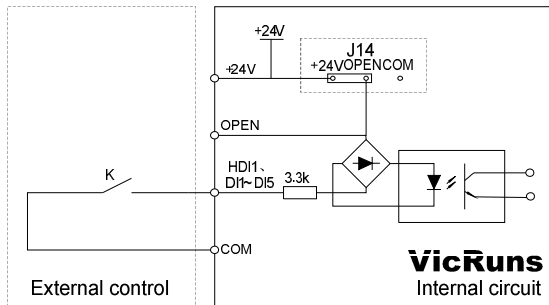 +24V
J14
+24V
+24VOPENCOM
OPEN
HDI1、
DI1~DI5
3.3k
K
COM
VicRuns
External control
Internal circuit